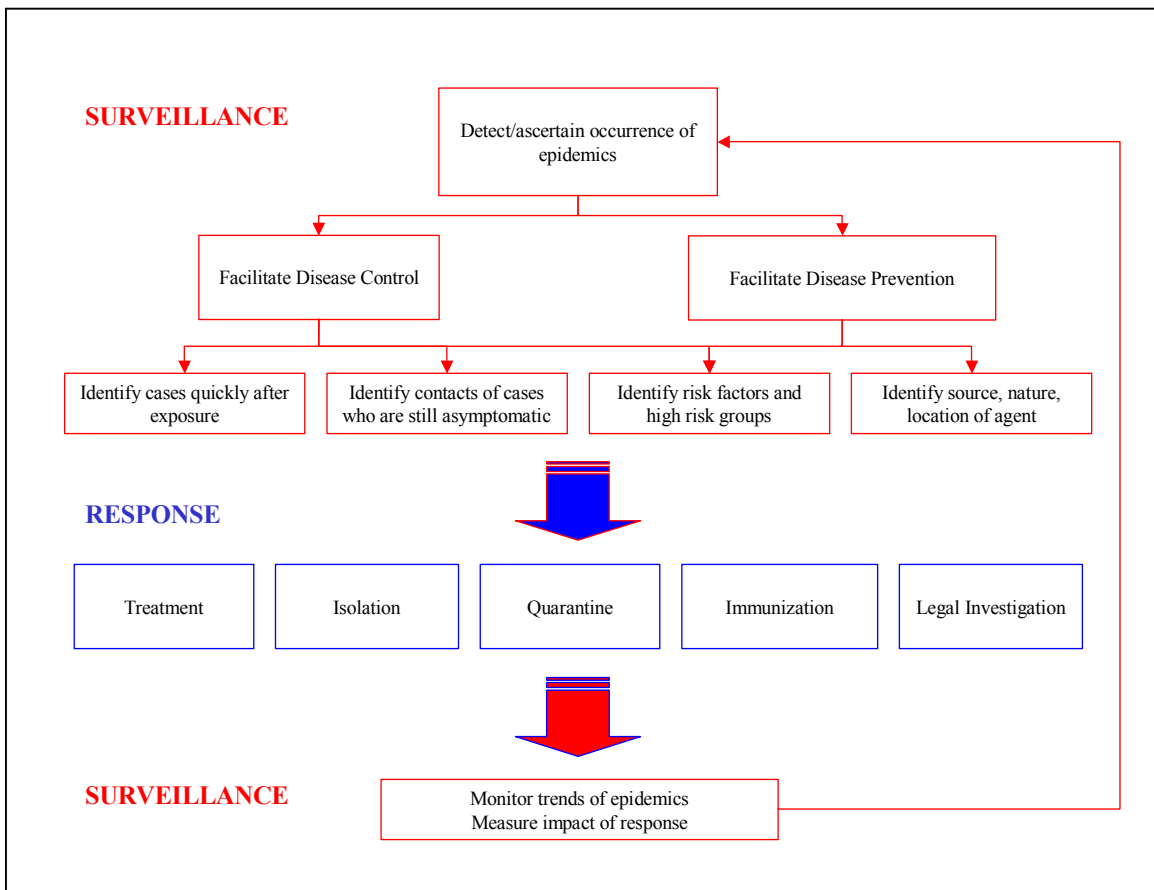 SURVEILLANCE
Detect/ascertain occurrence of
epidemics
Facilitate Disease Control
Facilitate Disease Prevention
Identify cases quickly after
exposure
Identify contacts of cases
who are still asymptomatic
Identify risk factors and
high risk groups
Identify source, nature,
location of agent
RESPONSE
Treatment
Isolation
Quarantine
Immunization
Legal Investigation
SURVEILLANCE
Monitor trends of epidemics
Measure impact of response